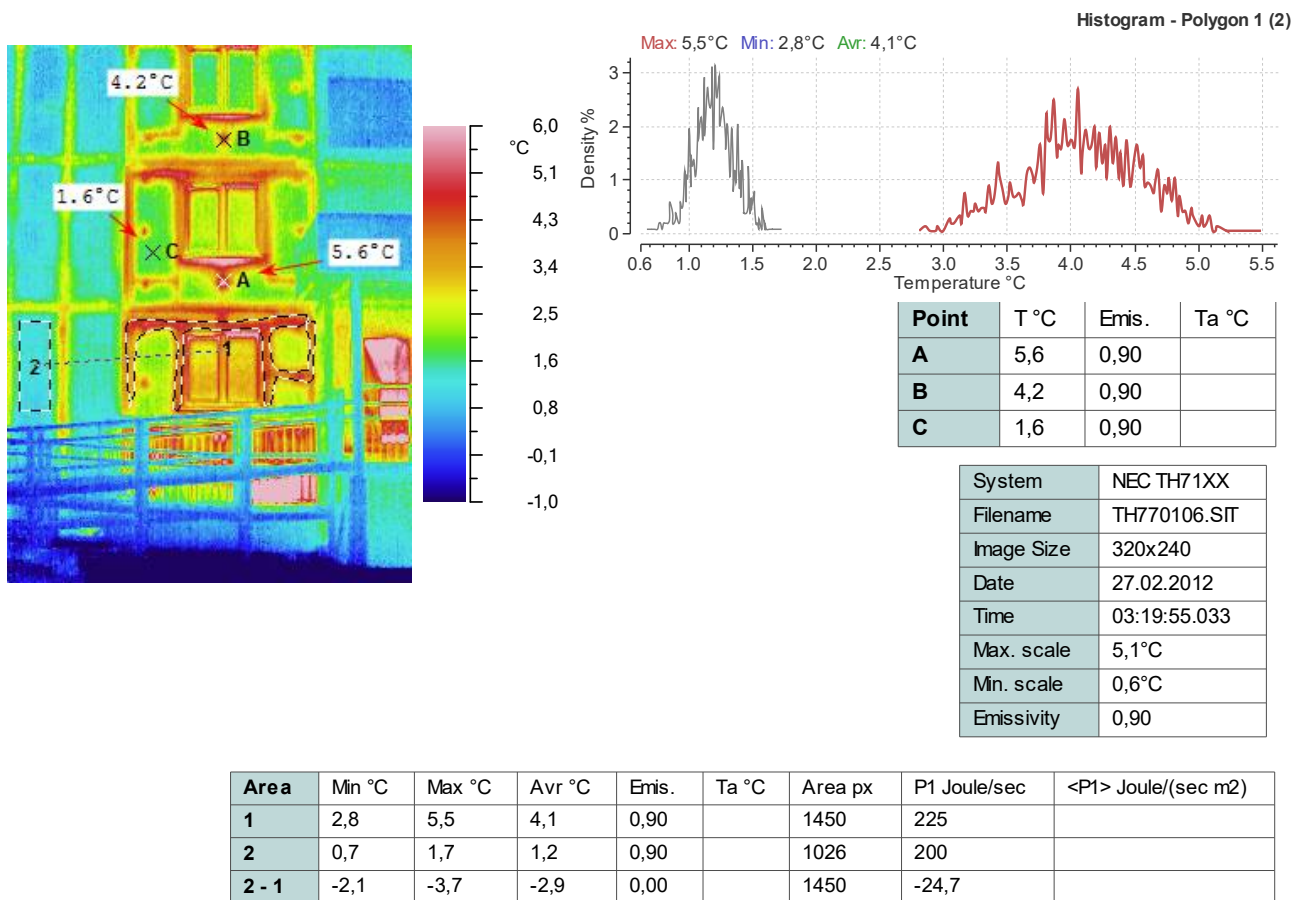 Histogram - Polygon 1 (2)
Max: 5,5°C Min: 2,8°C Avr: 4,1°C
4.2°C
B
1.6°C
C
5.6°C
A
1
2
°C
6,0
5,1
4,3
3,4
2,5
1,6
0,8
-0,1
-1,0
Density %
3
2
1
0
0.6 1.0 1.5 2.0 2.5 3.0 3.5 4.0 4.5 5.0 5.5
Temperature °C
Point T °C Emis. Ta °C
A 5,6 0,90
B 4,2 0,90
C 1,6 0,90
System NEC TH71XX
Filename TH770106.SIT
Image Size 320x240
Date 27.02.2012
Time 03:19:55.033
Max. scale 5,1°C
Min. scale 0,6°C
Emissivity 0,90
Area Min °C Max °C Avr °C Emis. Ta °C Area px P1 Joule/sec <P1> Joule/(sec m2)
1 2,8 5,5 4,1 0,90 1450 225
2 0,7 1,7 1,2 0,90 1026 200
2 - 1 -2,1 -3,7 -2,9 0,00 1450 -24,7